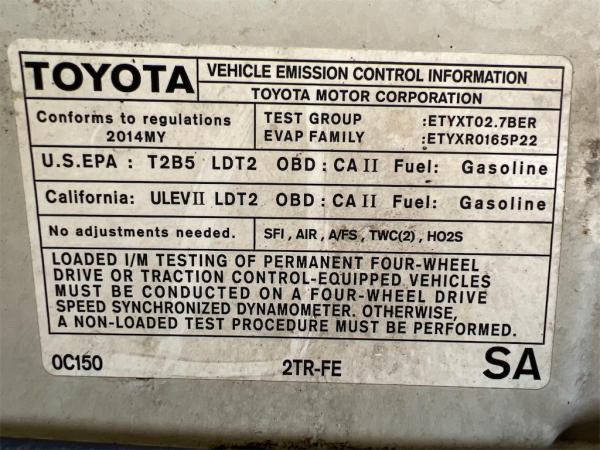 TOYOTA
VEHICLE EMISSION CONTROL INFORMATION
TOYOTA MOTOR CORPORATION
Conforms to regulations
2014MY
TEST GROUP :ETYXT02.7BER
EVAP FAMILY :ETYXR0165P22
U.S.EPA : T2B5 LDT2 OBD : CA II Fuel: Gasoline
California: ULEVII LDT2 OBD : CA II Fuel: Gasoline
No adjustments needed.
SFI , AIR , A/FS , TWC(2) , HO2S
LOADED I/M TESTING OF PERMANENT FOUR-WHEEL
DRIVE OR TRACTION CONTROL-EQUIPPED VEHICLES
MUST BE CONDUCTED ON A FOUR-WHEEL DRIVE
SPEED SYNCHRONIZED DYNAMOMETER. OTHERWISE,
A NON-LOADED TEST PROCEDURE MUST BE PERFORMED.
0C150 2TR-FE SA